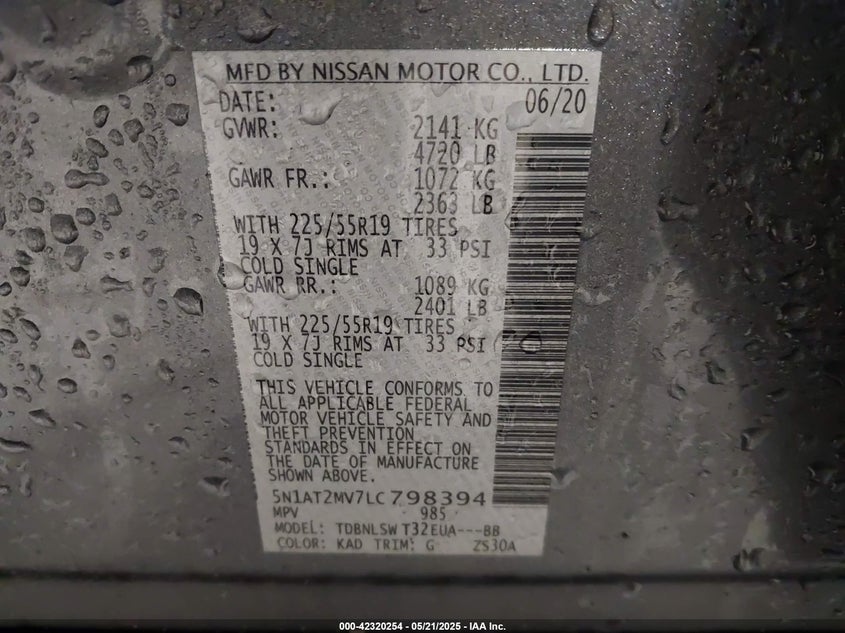 MFD BY NISSAN MOTOR CO., LTD.
DATE: 06/20
GVWR: 2141 KG
4720 LB
GAWR FR.: 1072 KG
2363 LB
WITH 225/55R19 TIRES
19 X 7J RIMS AT 33 PSI
COLD SINGLE
GAWR RR.: 1089 KG
2401 LB
WITH 225/55R19 TIRES
19 X 7J RIMS AT 33 PSI
COLD SINGLE
THIS VEHICLE CONFORMS TO
ALL APPLICABLE FEDERAL
MOTOR VEHICLE SAFETY AND
THEFT PREVENTION
STANDARDS IN EFFECT ON
THE DATE OF MANUFACTURE
SHOWN ABOVE.
5N1AT2MV7LC798394
MPV 985
MODEL: TDBNLSW T32EUA---BB
COLOR: KAD TRIM: G ZS30A
000-42320254 - 05/21/2025 - IAA Inc.